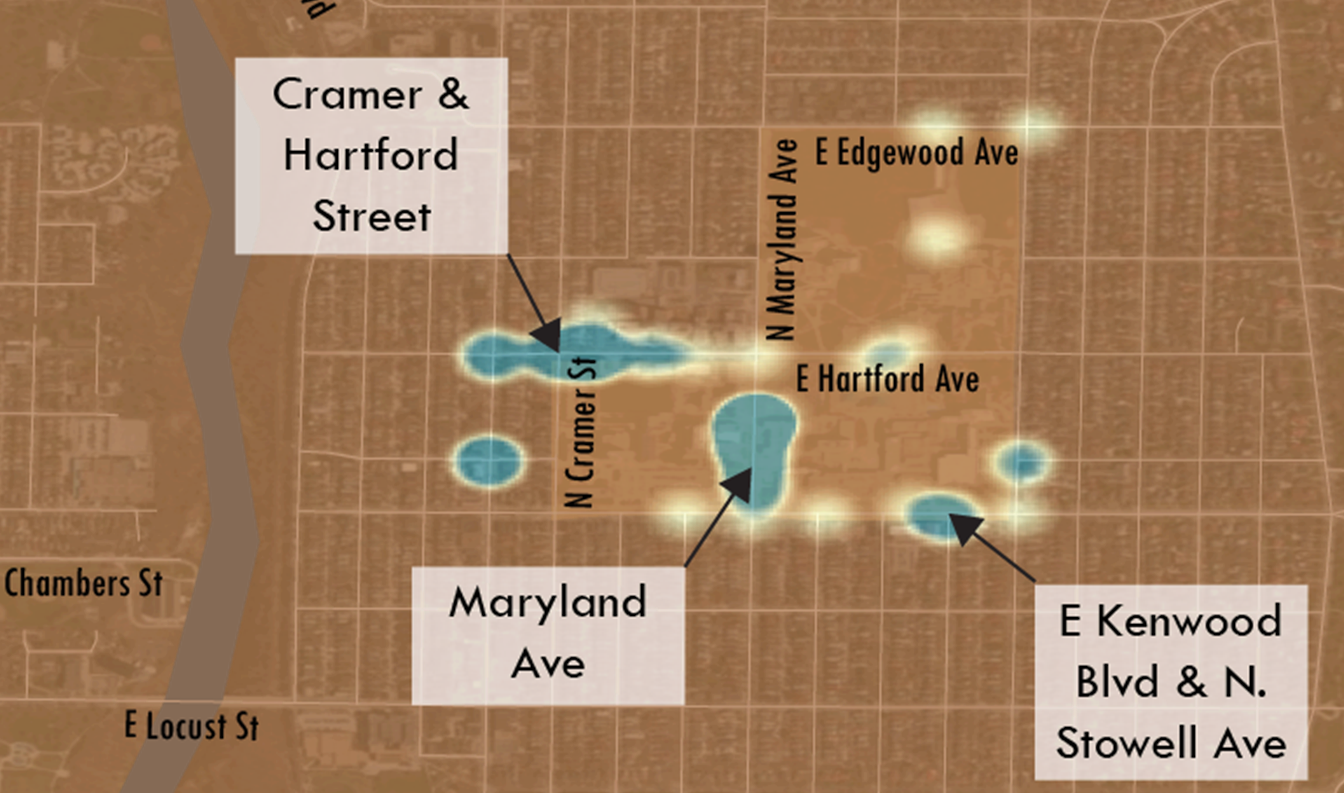 Cramer &
Hartford
Street
N Maryland Ave
E Edgewood Ave
E Hartford Ave
N Cramer St
Chambers St
Maryland
Ave
E Kenwood
Blvd & N.
Stowell Ave
E Locust St